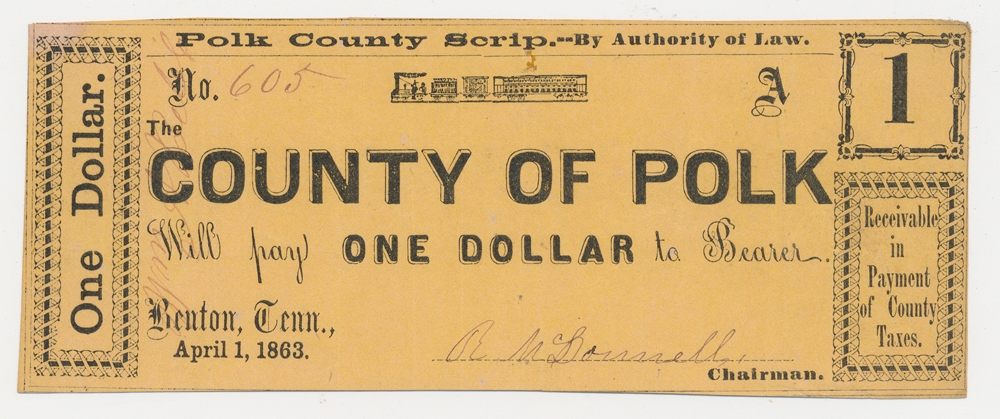 Polk County Scrip.--By Authority of Law.
One Dollar.
No. 605
A
1
The
COUNTY OF POLK
Will pay ONE DOLLAR to Bearer.
Receivable
in
Payment
of County
Taxes.
Benton, Tenn.,
April 1, 1863.
R McDonnell,
Chairman.